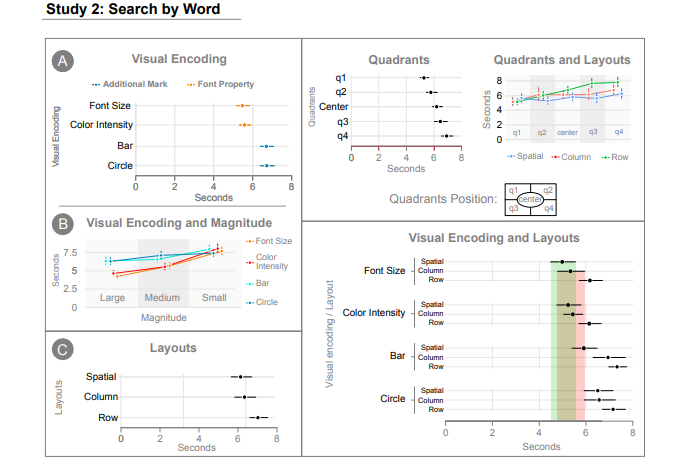 Study 2: Search by Word
A
Visual Encoding
Additional Mark
Font Property
Visual Encoding
Font Size
Color Intensity
Bar
Circle
0 2 4 6 8
Seconds
B
Visual Encoding and Magnitude
Seconds
7.5
5
2.5
0
Large Medium Small
Magnitude
Font Size
Color
Intensity
Bar
Circle
C
Layouts
Layouts
Spatial
Column
Row
0 2 4 6 8
Seconds
Quadrants
Quadrants
q1
q2
Center
q3
q4
0 2 4 6 8
Seconds
Quadrants and Layouts
Seconds
8
6
4
2
0
q1 q2 center q3 q4
Spatial Column Row
Quadrants Position:
q1 q2
center
q3 q4
Visual Encoding and Layouts
Visual encoding / Layout
Font Size
Spatial
Column
Row
Color Intensity
Spatial
Column
Row
Bar
Spatial
Column
Row
Circle
Spatial
Column
Row
0 2 4 6 8
Seconds